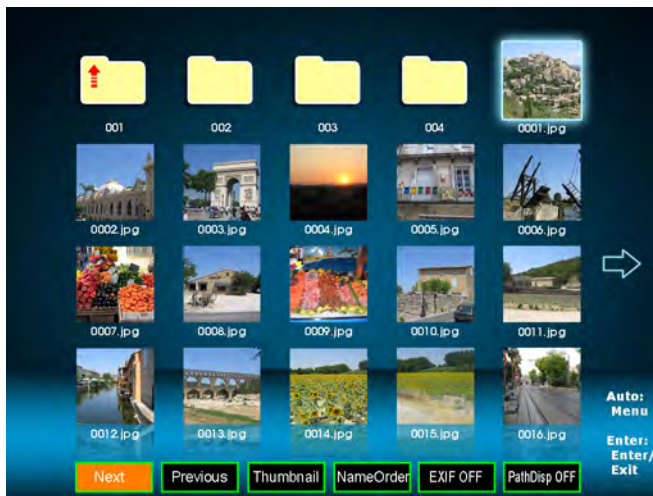 001 002 003 004 0001.jpg
0002.jpg 0003.jpg 0004.jpg 0005.jpg 0006.jpg
0007.jpg 0008.jpg 0009.jpg 0010.jpg 0011.jpg
0012.jpg 0013.jpg 0014.jpg 0015.jpg 0016.jpg
Auto:
Menu
Enter:
Enter/
Exit
Next Previous Thumbnail NameOrder EXIF OFF PathDisp OFF